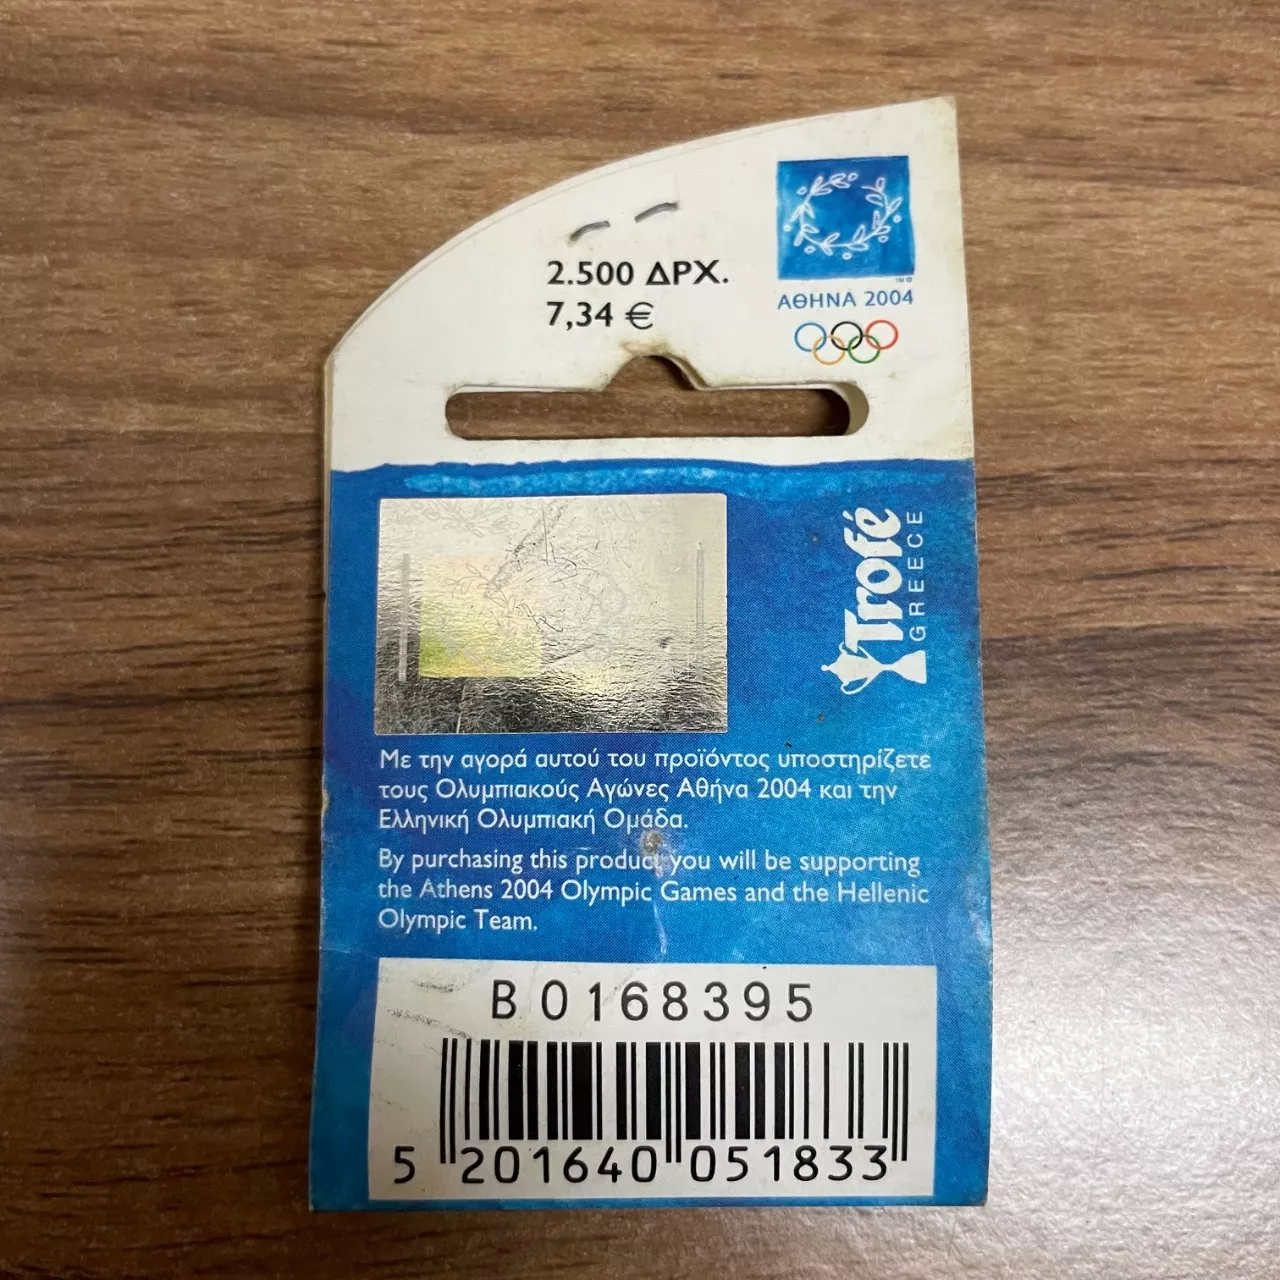 2.500 ΔΡΧ.
7,34 €
ΑΘΗΝΑ 2004
Trofé
GREECE
Με την αγορά αυτού του προϊόντος υποστηρίζετε
τους Ολυμπιακούς Αγώνες Αθήνα 2004 και την
Ελληνική Ολυμπιακή Ομάδα.
By purchasing this product you will be supporting
the Athens 2004 Olympic Games and the Hellenic
Olympic Team.
B0168395
5 201640 051833